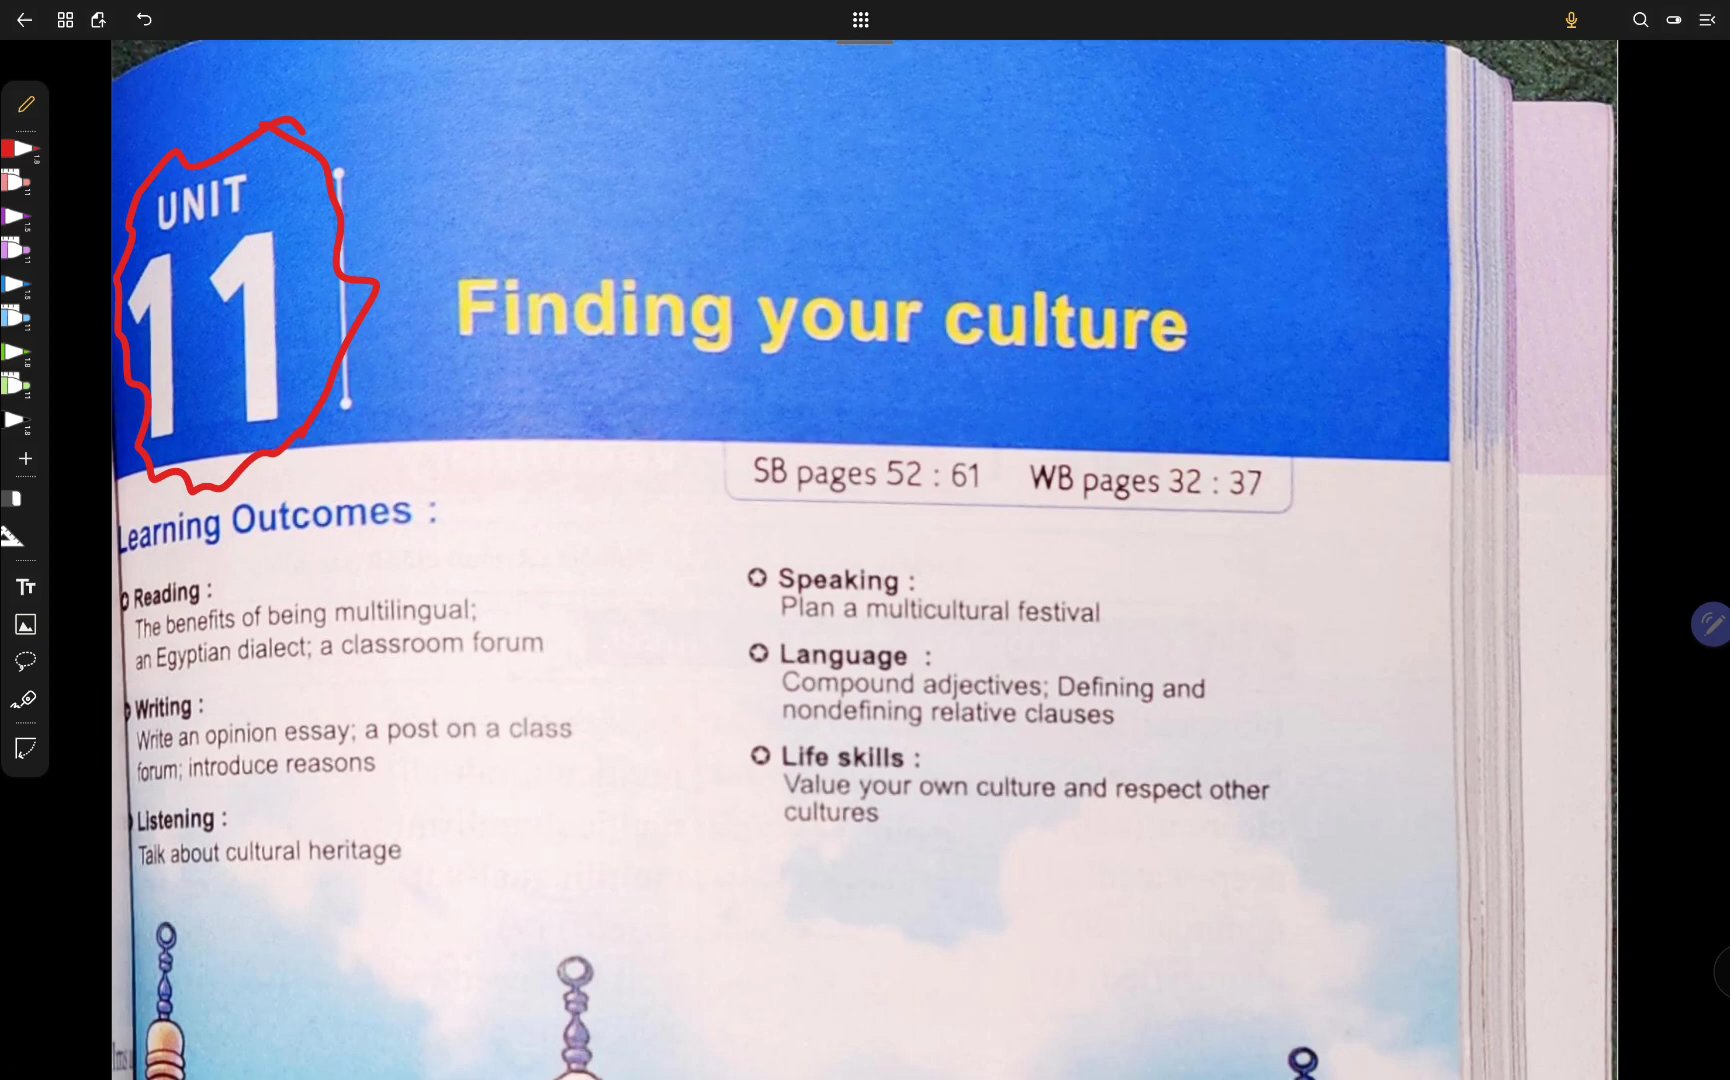 UNIT
11
Finding your culture
SB pages 52 : 61 WB pages 32 : 37
Learning Outcomes :
Reading :
The benefits of being multilingual;
an Egyptian dialect; a classroom forum
Writing :
Write an opinion essay; a post on a class
forum; introduce reasons
Listening :
Talk about cultural heritage
Speaking :
Plan a multicultural festival
Language :
Compound adjectives; Defining and
nondefining relative clauses
Life skills :
Value your own culture and respect other
cultures